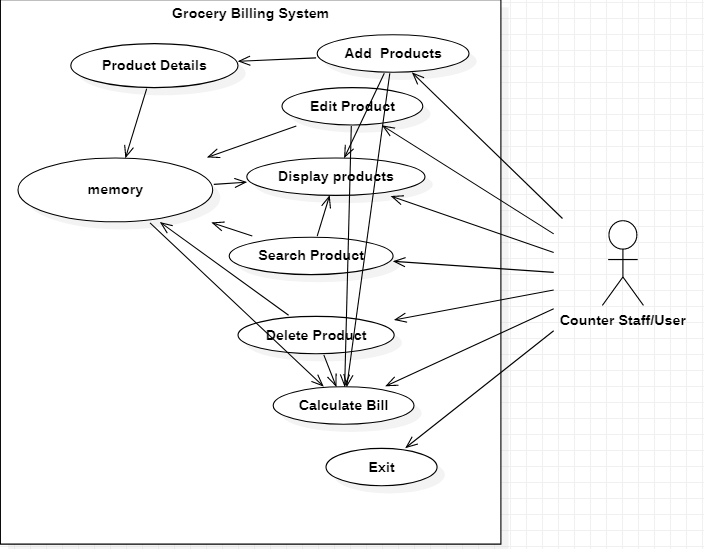 Grocery Billing System
Add  Products
Product Details
Edit Product
Display products
memory
Search Product
Counter Staff/User
Delete Product
Calculate Bill
Exit